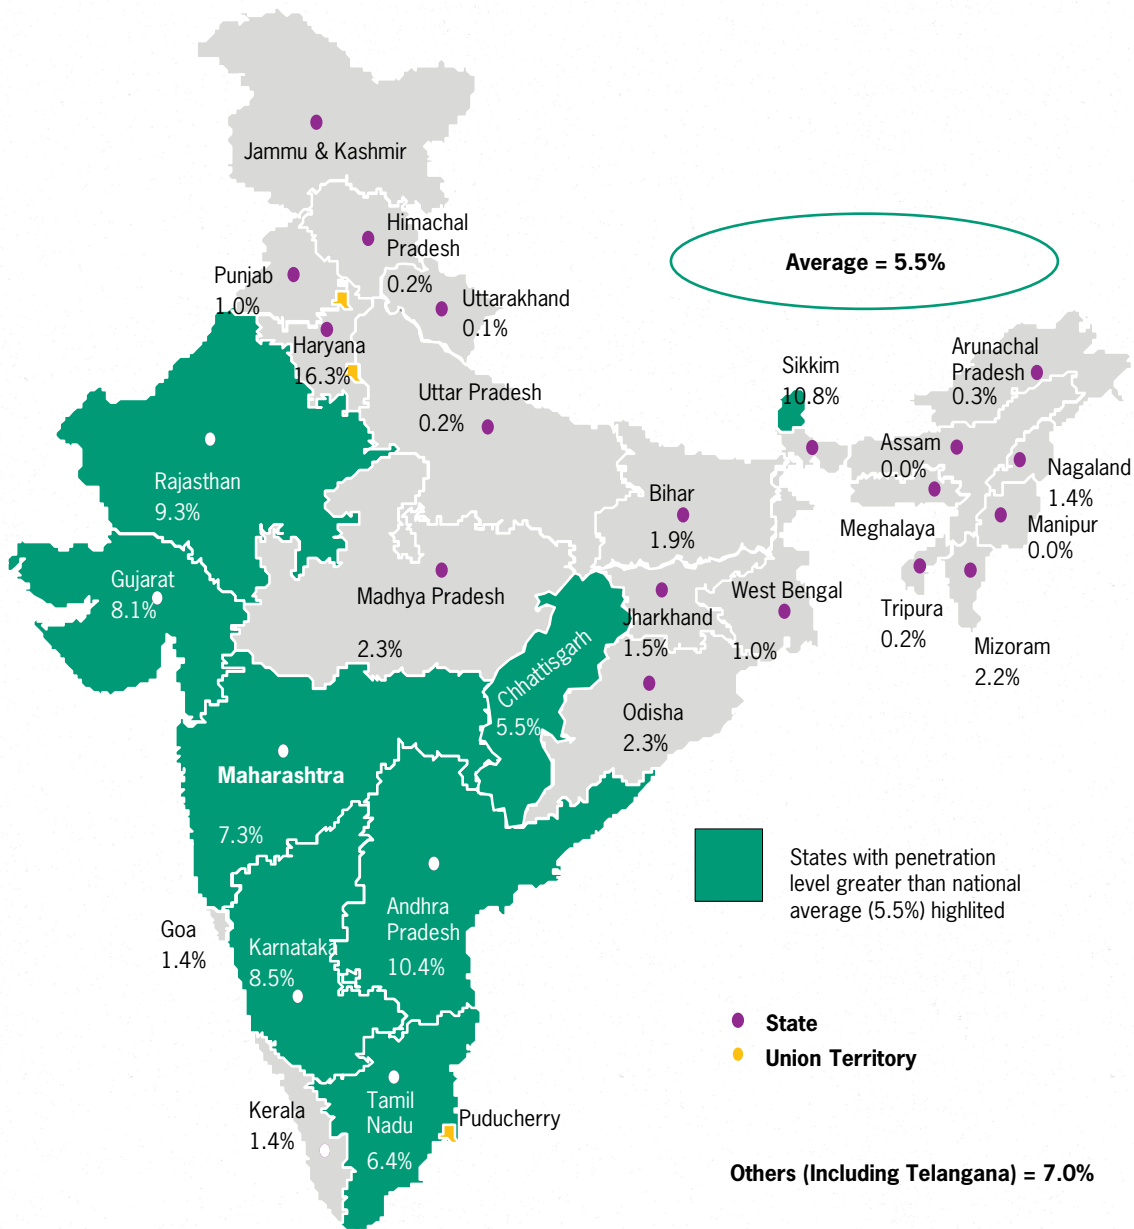 Jammu & Kashmir
Himachal
Pradesh
0.2%
Punjab
1.0%
Uttarakhand
0.1%
Average = 5.5%
Haryana
16.3%
Uttar Pradesh
0.2%
Sikkim
10.8%
Arunachal
Pradesh
0.3%
Assam
0.0%
Nagaland
1.4%
Rajasthan
9.3%
Bihar
1.9%
Meghalaya
Manipur
0.0%
Gujarat
8.1%
Madhya Pradesh
2.3%
Chhattisgarh
5.5%
Jharkhand
1.5%
West Bengal
1.0%
Tripura
0.2%
Mizoram
2.2%
Odisha
2.3%
Maharashtra
7.3%
States with penetration
level greater than national
average (5.5%) highlited
Goa
1.4%
Karnataka
8.5%
Andhra
Pradesh
10.4%
State
Union Territory
Kerala
1.4%
Tamil
Nadu
6.4%
Puducherry
Others (Including Telangana) = 7.0%